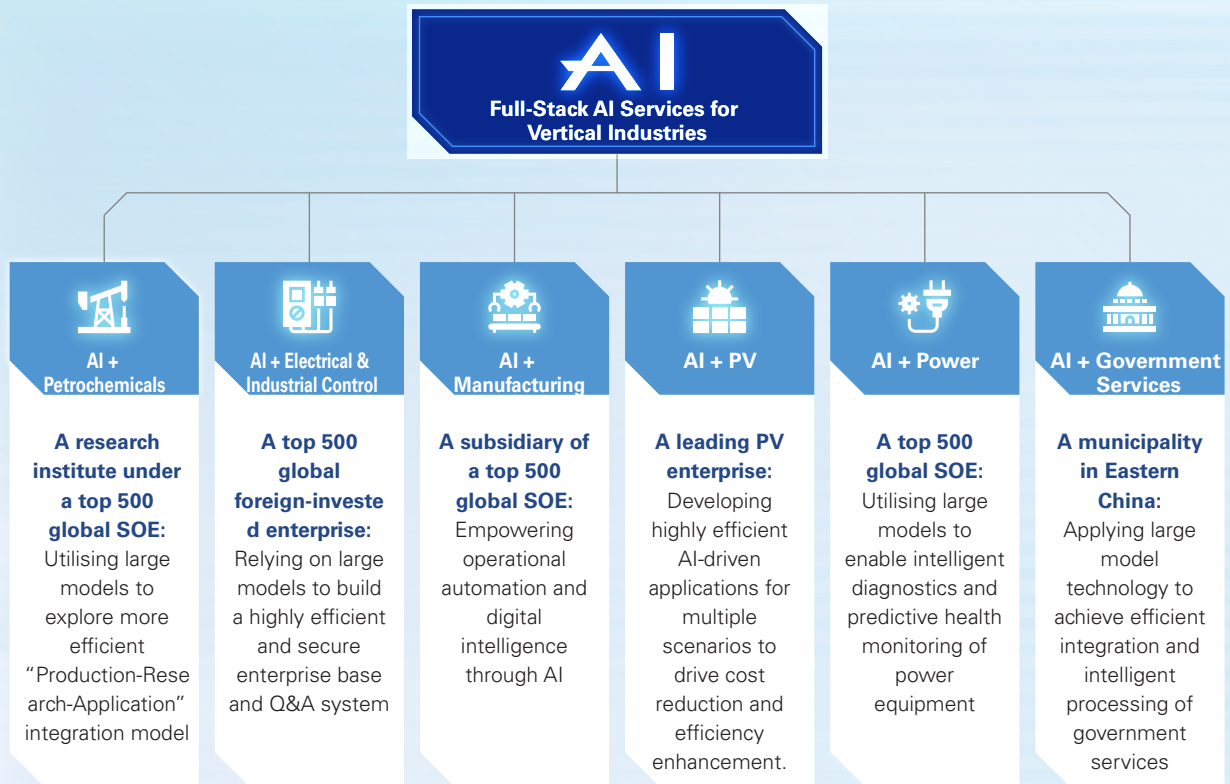 AI
Full-Stack AI Services for
Vertical Industries
AI +
Petrochemicals
A research
institute under
a top 500
global SOE:
Utilising large
models to
explore more
efficient
“Production-Rese
arch-Application”
integration model
AI + Electrical &
Industrial Control
A top 500
global
foreign-investe
d enterprise:
Relying on large
models to build
a highly efficient
and secure
enterprise base
and Q&A system
AI +
Manufacturing
A subsidiary of
a top 500
global SOE:
Empowering
operational
automation and
digital
intelligence
through AI
AI + PV
A leading PV
enterprise:
Developing
highly efficient
AI-driven
applications for
multiple
scenarios to
drive cost
reduction and
efficiency
enhancement.
AI + Power
A top 500
global SOE:
Utilising large
models to
enable intelligent
diagnostics and
predictive health
monitoring of
power
equipment
AI + Government
Services
A municipality
in Eastern
China:
Applying large
model
technology to
achieve efficient
integration and
intelligent
processing of
government
services